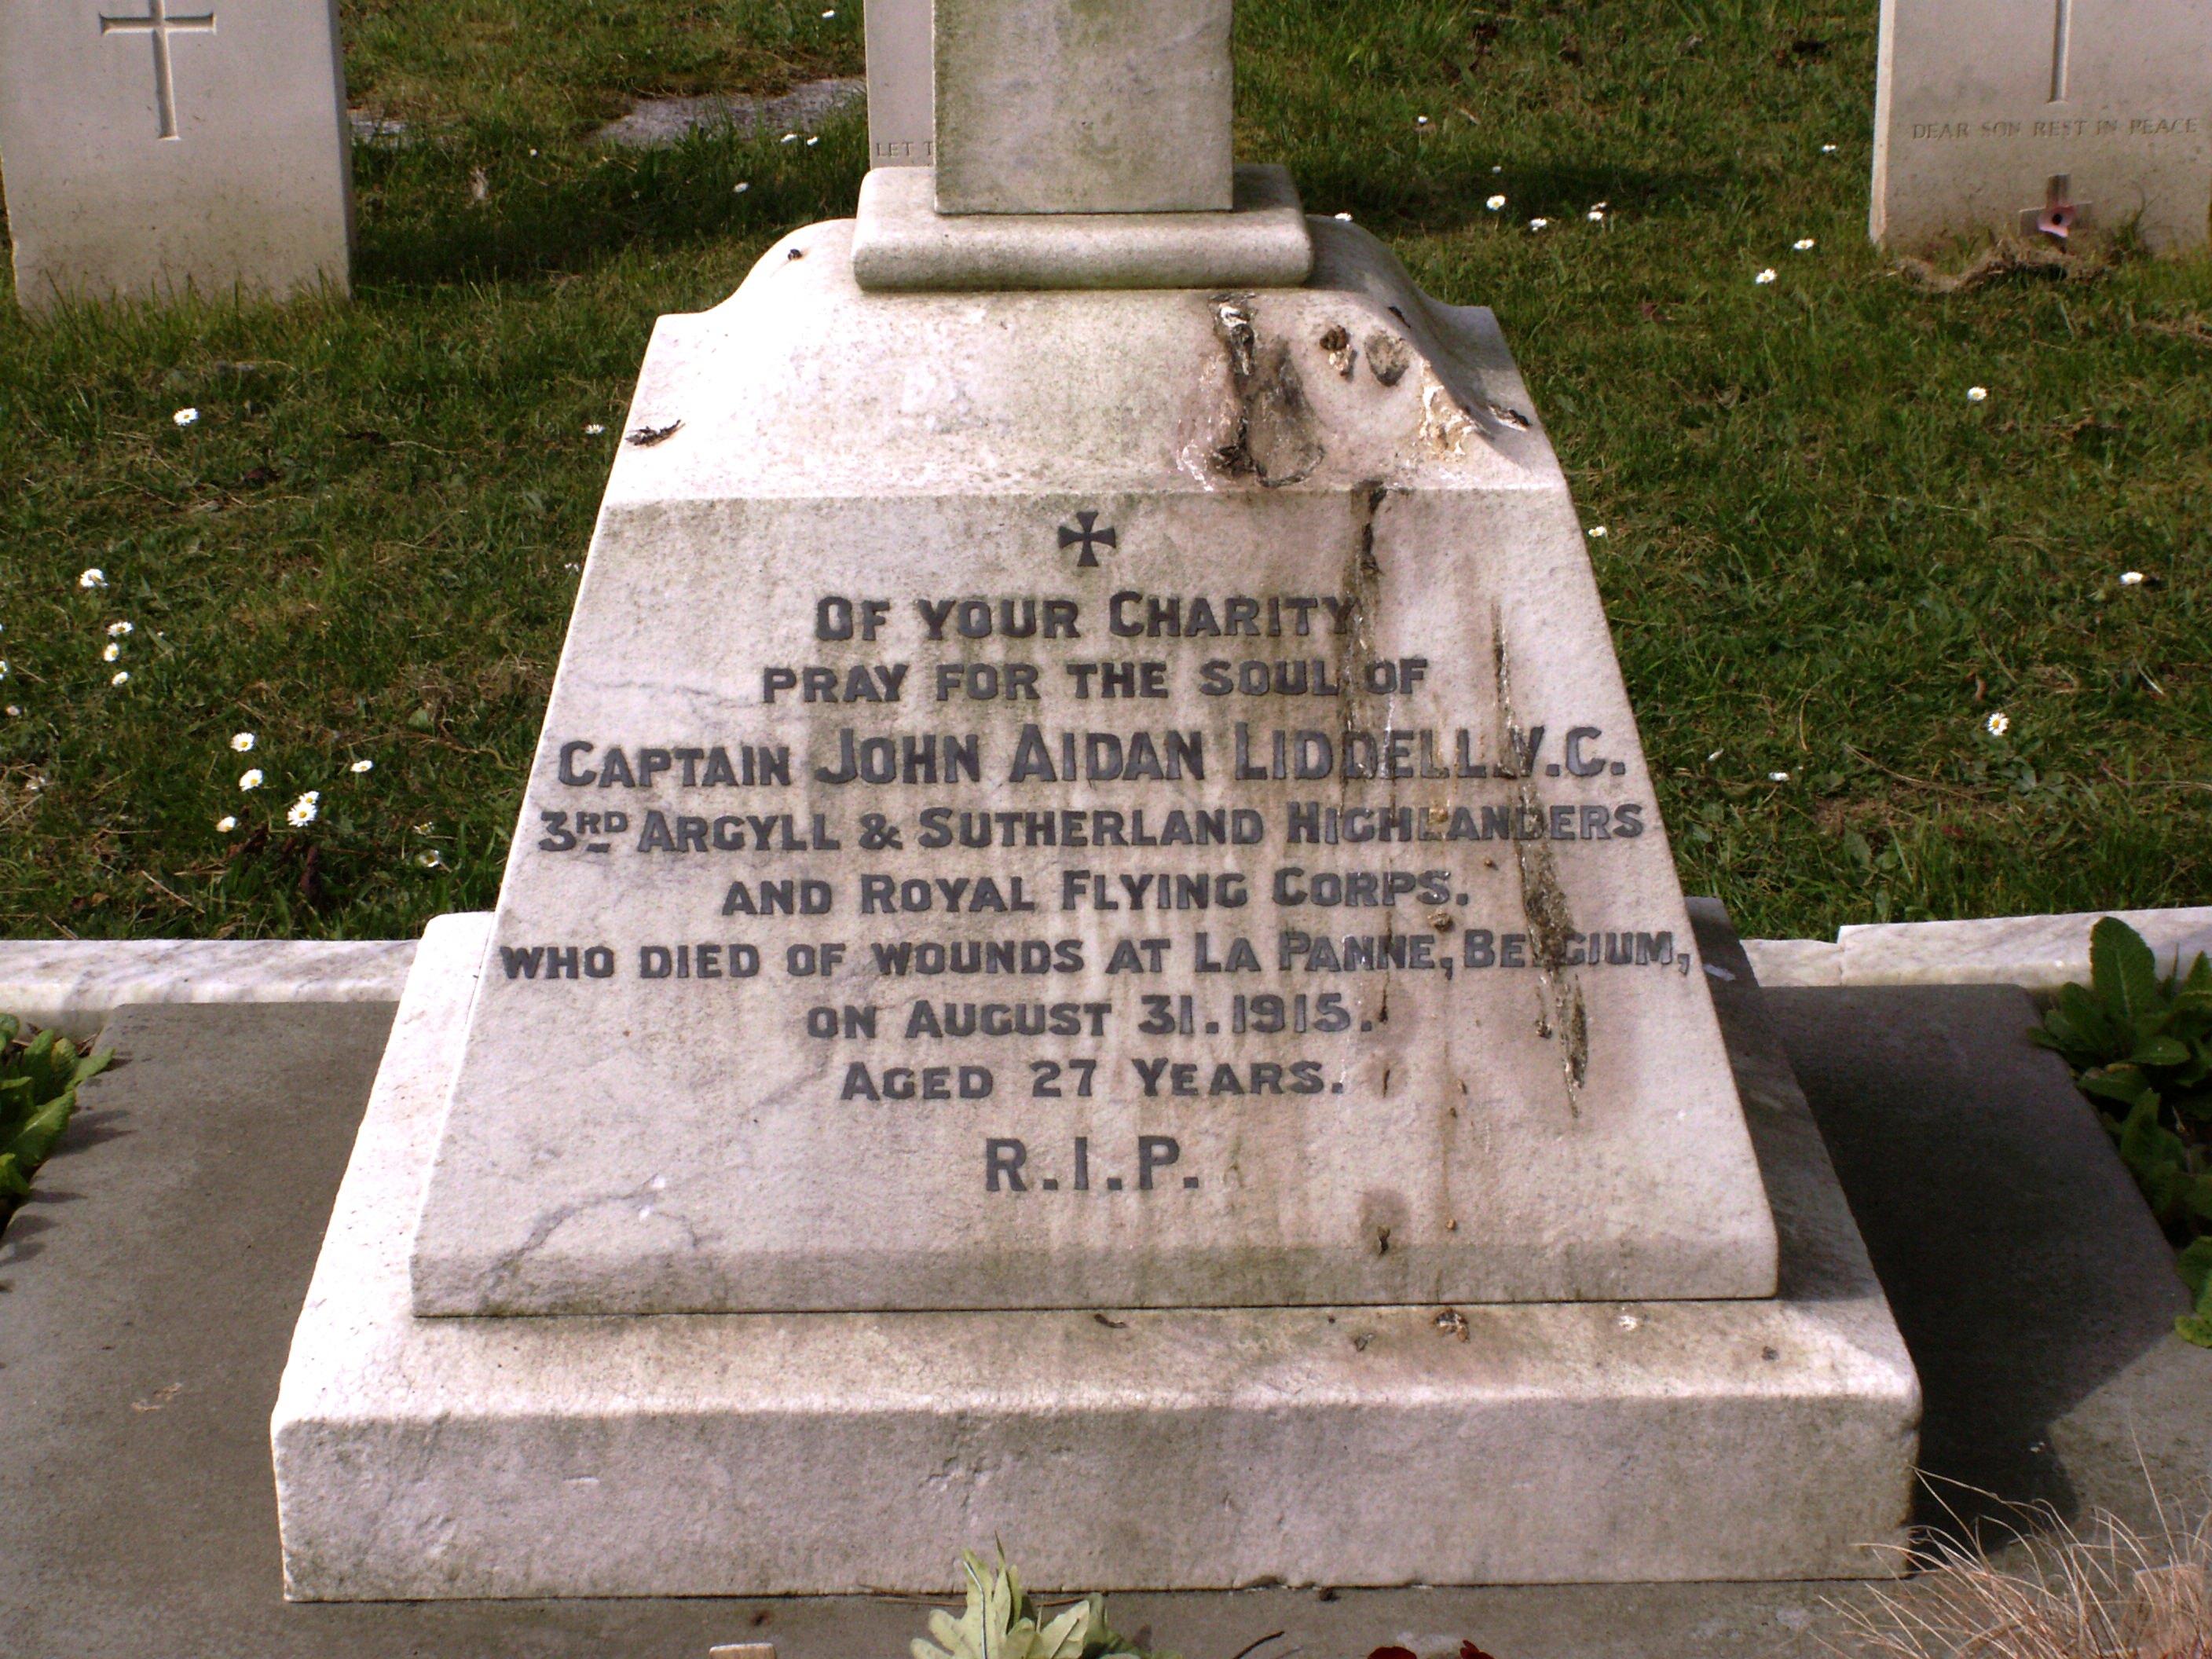 LET
DEAR SON REST IN PEACE
OF YOUR CHARITY
PRAY FOR THE SOUL OF
CAPTAIN JOHN AIDAN LIDDELL.V.C.
3RD ARGYLL & SUTHERLAND HIGHLANDERS
AND ROYAL FLYING CORPS.
WHO DIED OF WOUNDS AT LA PANNE, BELGIUM,
ON AUGUST 31. 1915.
AGED 27 YEARS.
R.I.P.